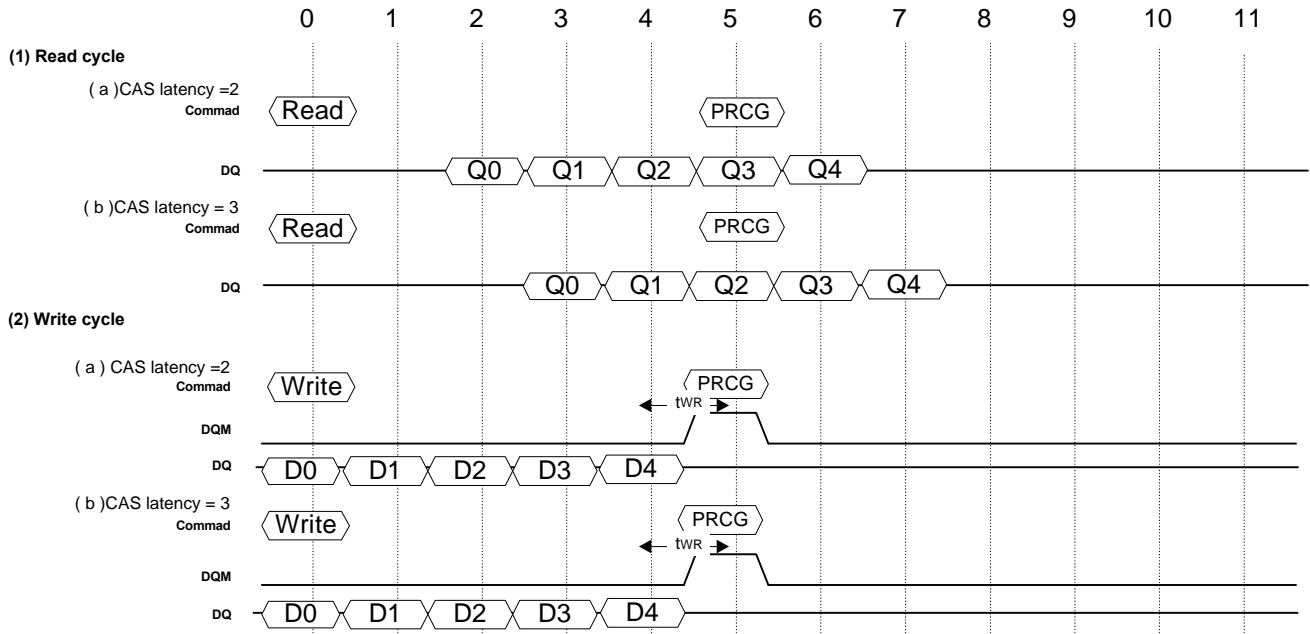 0 1 2 3 4 5 6 7 8 9 10 11
(1) Read cycle
( a )CAS latency =2
Commad Read PRCG
DQ Q0 Q1 Q2 Q3 Q4
( b )CAS latency = 3
Commad Read PRCG
DQ Q0 Q1 Q2 Q3 Q4
(2) Write cycle
( a ) CAS latency =2
Commad Write PRCG
tWR
DQM
DQ D0 D1 D2 D3 D4
( b )CAS latency = 3
Commad Write PRCG
tWR
DQM
DQ D0 D1 D2 D3 D4